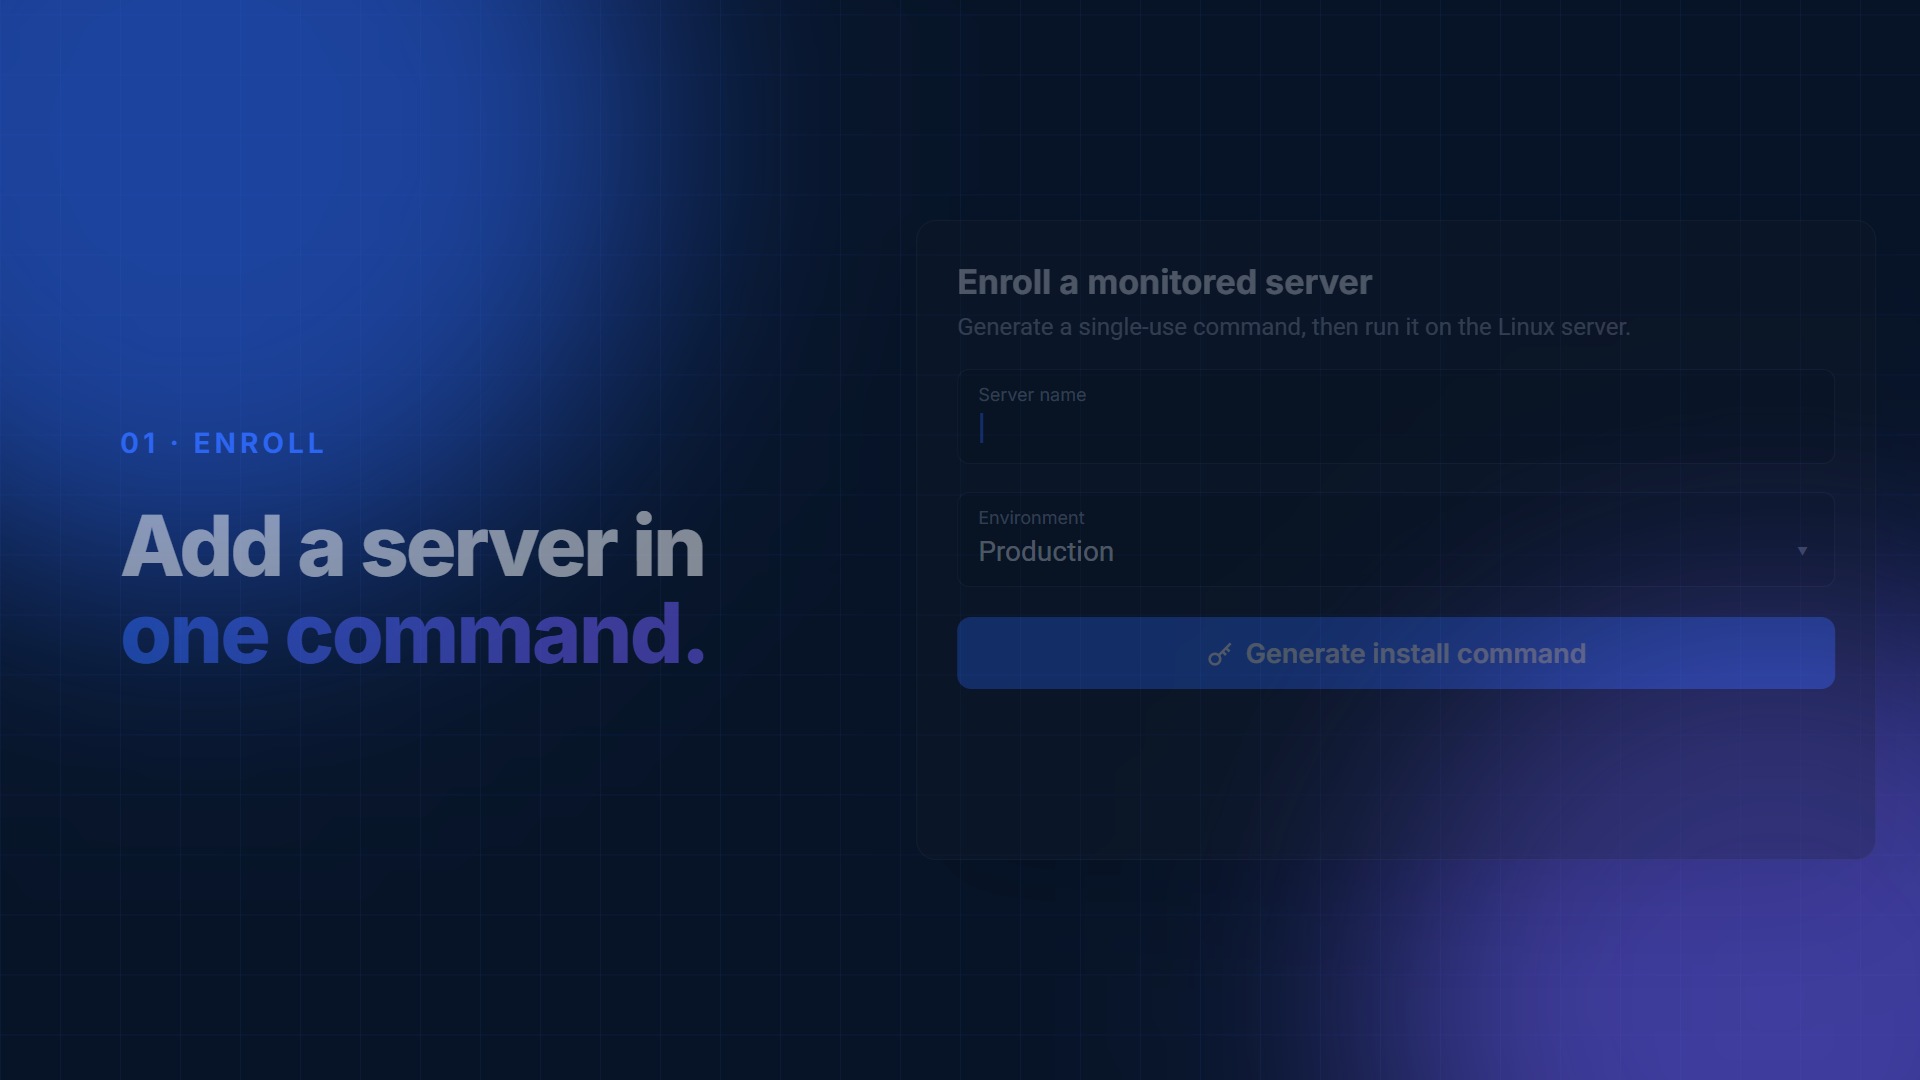 01 · ENROLL
Add a server in
one command.
Enroll a monitored server
Generate a single-use command, then run it on the Linux server.
Server name
Environment
Production
Generate install command